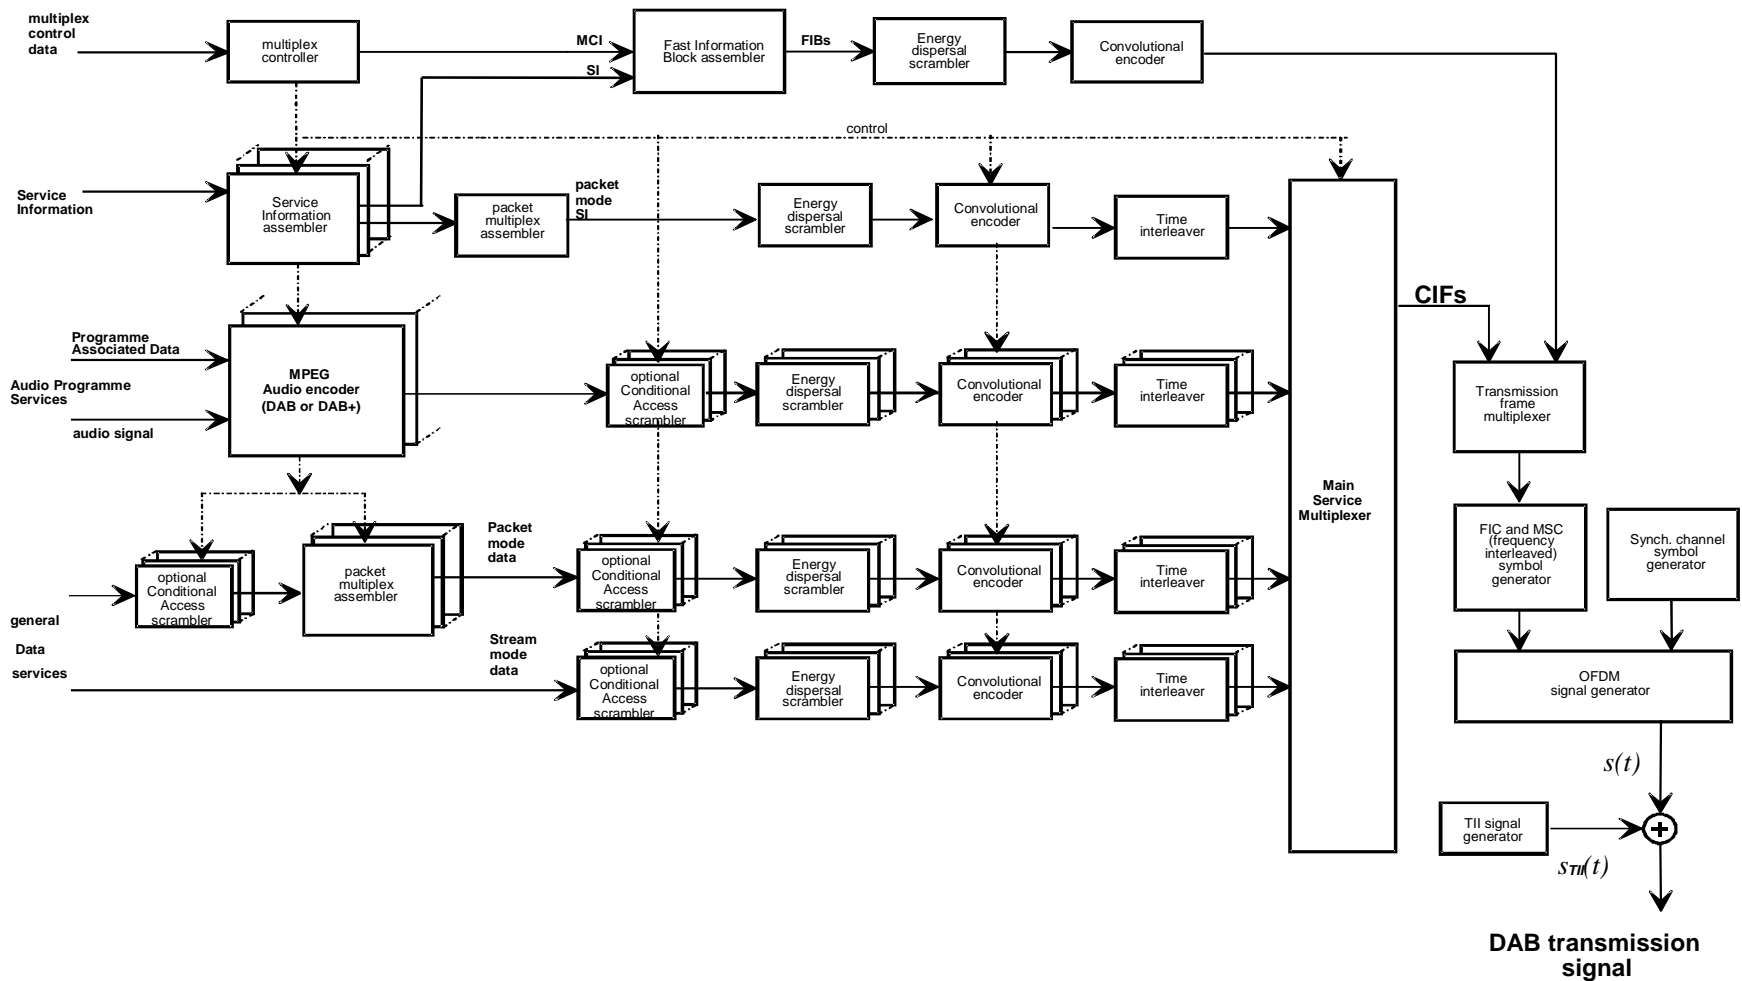 multiplex
control
data
multiplex
controller
MCI
SI
Fast Information
Block assembler
FIBs
Energy
dispersal
scrambler
Convolutional
encoder
control
Service
Information
Service
Information
assembler
packet
multiplex
assembler
packet
mode
SI
Energy
dispersal
scrambler
Convolutional
encoder
Time
interleaver
CIFs
Programme
Associated Data
Audio Programme
Services
audio signal
MPEG
Audio encoder
(DAB or DAB+)
optional
Conditional
Access
scrambler
Energy
dispersal
scrambler
Convolutional
encoder
Time
interleaver
Main
Service
Multiplexer
Transmission
frame
multiplexer
general
Data
services
optional
Conditional
Access
scrambler
packet
multiplex
assembler
Packet
mode
data
optional
Conditional
Access
scrambler
Energy
dispersal
scrambler
Convolutional
encoder
Time
interleaver
FIC and MSC
(frequency
interleaved)
symbol
generator
Synch. channel
symbol
generator
Stream
mode
data
optional
Conditional
Access
scrambler
Energy
dispersal
scrambler
Convolutional
encoder
Time
interleaver
OFDM
signal generator
s(t)
TII signal
generator
+
sTII(t)
DAB transmission
signal